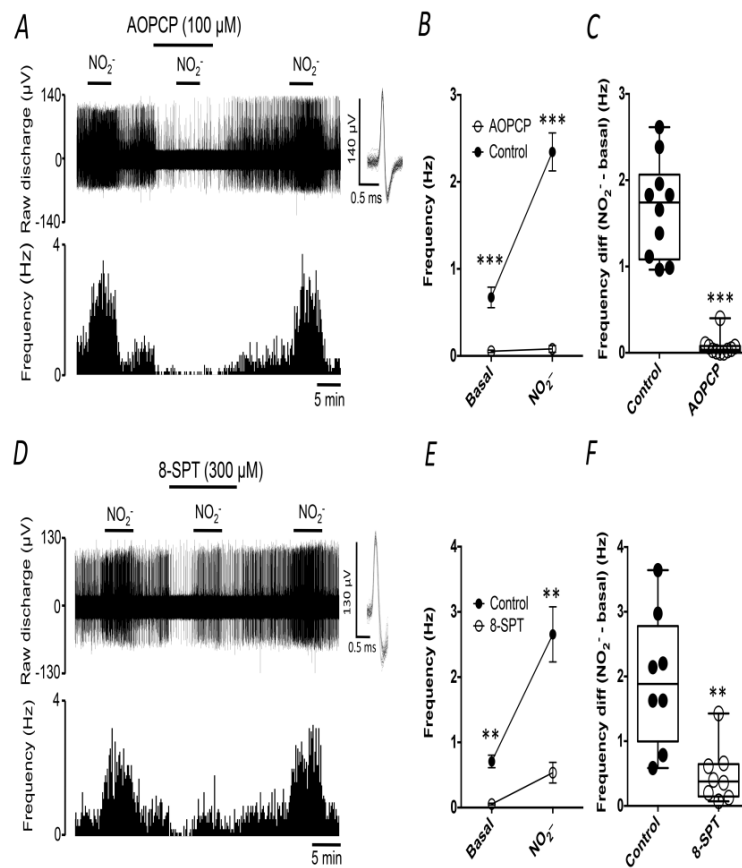 A
AOPCP (100 µM)
NO2- NO2- NO2-
Raw discharge (µV)
140
0
-140
140 µV
0.5 ms
Frequency (Hz)
4
0
5 min
B
Frequency (Hz)
3
2
1
0
AOPCP
Control
***
***
Basal
NO2-
C
Frequency diff (NO2- - basal) (Hz)
3
2
1
0
***
Control
AOPCP
D
8-SPT (300 µM)
NO2- NO2- NO2-
Raw discharge (µV)
130
0
-130
130 µV
0.5 ms
Frequency (Hz)
4
0
5 min
E
Frequency (Hz)
4
3
2
1
0
Control
8-SPT
**
**
Basal
NO2-
F
Frequency diff (NO2- - basal) (Hz)
4
3
2
1
0
**
Control
8-SPT